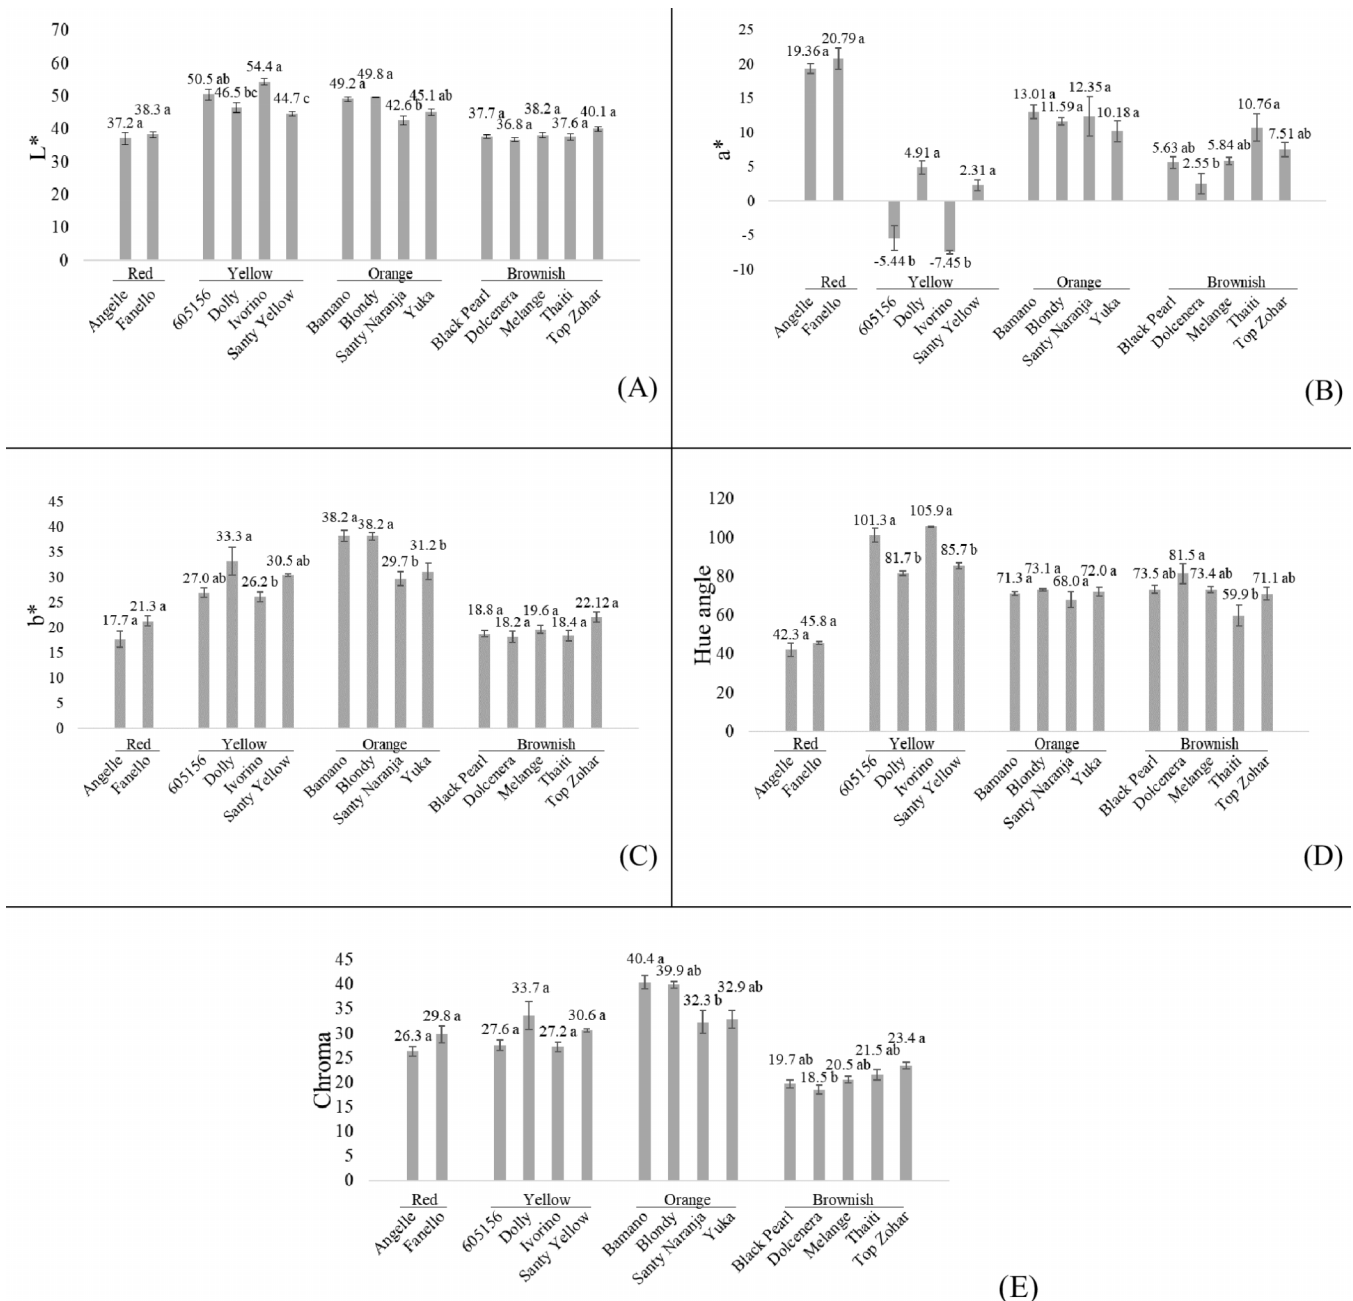 70
60
50
40
30
20
10
0
L*
37.2 a
38.3 a
50.5 ab
46.5 bc
54.4 a
44.7 c
49.2 a
49.8 a
42.6 b
45.1 ab
37.7 a
36.8 a
38.2 a
37.6 a
40.1 a
Red
Yellow
Orange
Brownish
Angelle
Fanello
605156
Dolly
Ivorino
Santy Yellow
Bamano
Blondy
Santy Naranja
Yuka
Black Pearl
Dolcenera
Melange
Thaiti
Top Zohar
(A)
25
20
15
10
5
0
-5
-10
a*
19.36 a
20.79 a
-5.44 b
4.91 a
-7.45 b
2.31 a
13.01 a
11.59 a
12.35 a
10.18 a
5.63 ab
2.55 b
5.84 ab
10.76 a
7.51 ab
Red
Yellow
Orange
Brownish
Angelle
Fanello
605156
Dolly
Ivorino
Santy Yellow
Bamano
Blondy
Santy Naranja
Yuka
Black Pearl
Dolcenera
Melange
Thaiti
Top Zohar
(B)
45
40
35
30
25
20
15
10
5
0
b*
17.7 a
21.3 a
27.0 ab
33.3 a
26.2 b
30.5 ab
38.2 a
38.2 a
29.7 b
31.2 b
18.8 a
18.2 a
19.6 a
18.4 a
22.12 a
Red
Yellow
Orange
Brownish
Angelle
Fanello
605156
Dolly
Ivorino
Santy Yellow
Bamano
Blondy
Santy Naranja
Yuka
Black Pearl
Dolcenera
Melange
Thaiti
Top Zohar
(C)
120
100
80
60
40
20
0
Hue angle
42.3 a
45.8 a
101.3 a
81.7 b
105.9 a
85.7 b
71.3 a
73.1 a
68.0 a
72.0 a
73.5 ab
81.5 a
73.4 ab
59.9 b
71.1 ab
Red
Yellow
Orange
Brownish
Angelle
Fanello
605156
Dolly
Ivorino
Santy Yellow
Bamano
Blondy
Santy Naranja
Yuka
Black Pearl
Dolcenera
Melange
Thaiti
Top Zohar
(D)
45
40
35
30
25
20
15
10
5
0
Chroma
26.3 a
29.8 a
27.6 a
33.7 a
27.2 a
30.6 a
40.4 a
39.9 ab
32.3 b
32.9 ab
19.7 ab
18.5 b
20.5 ab
21.5 ab
23.4 a
Red
Yellow
Orange
Brownish
Angelle
Fanello
605156
Dolly
Ivorino
Santy Yellow
Bamano
Blondy
Santy Naranja
Yuka
Black Pearl
Dolcenera
Melange
Thaiti
Top Zohar
(E)